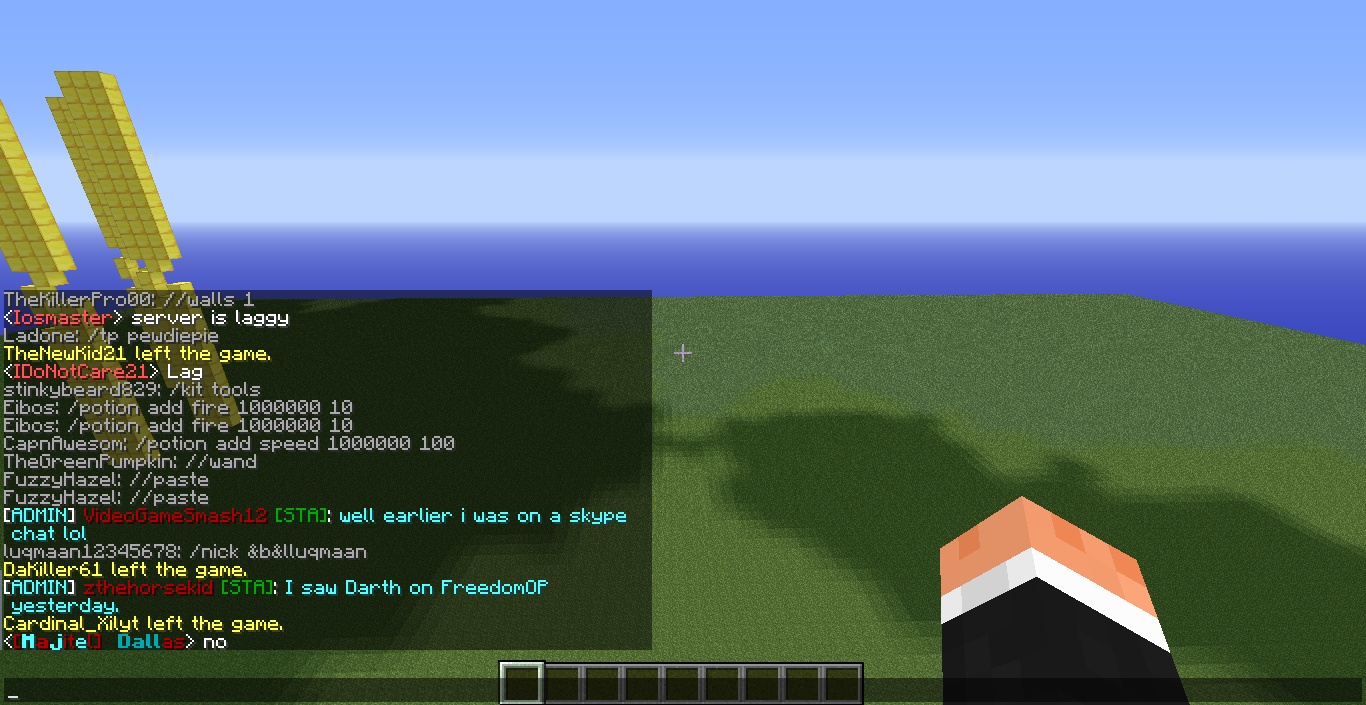 TheKillerPro00: //walls 1
<Iosmaster> server is laggy
Ladone: /tp pewdiepie
TheNewKid21 left the game.
<IDoNotCare21> Lag
stinkybeard829: /kit tools
Eibos: /potion add fire 1000000 10
Eibos: /potion add fire 1000000 10
CapnAwesom: /potion add speed 1000000 100
TheGreenPumpkin: //wand
FuzzyHazel: //paste
FuzzyHazel: //paste
[ADMIN] VideoGameSmash12 [STA]: well earlier i was on a skype
chat lol
luqmaan12345678: /nick &b&lluqmaan
DaKiller61 left the game.
[ADMIN] zthehorsekid [STA]: I saw Darth on FreedomOP
yesterday.
Cardinal_Xilyt left the game.
<[Majitel] Dallas> no
_